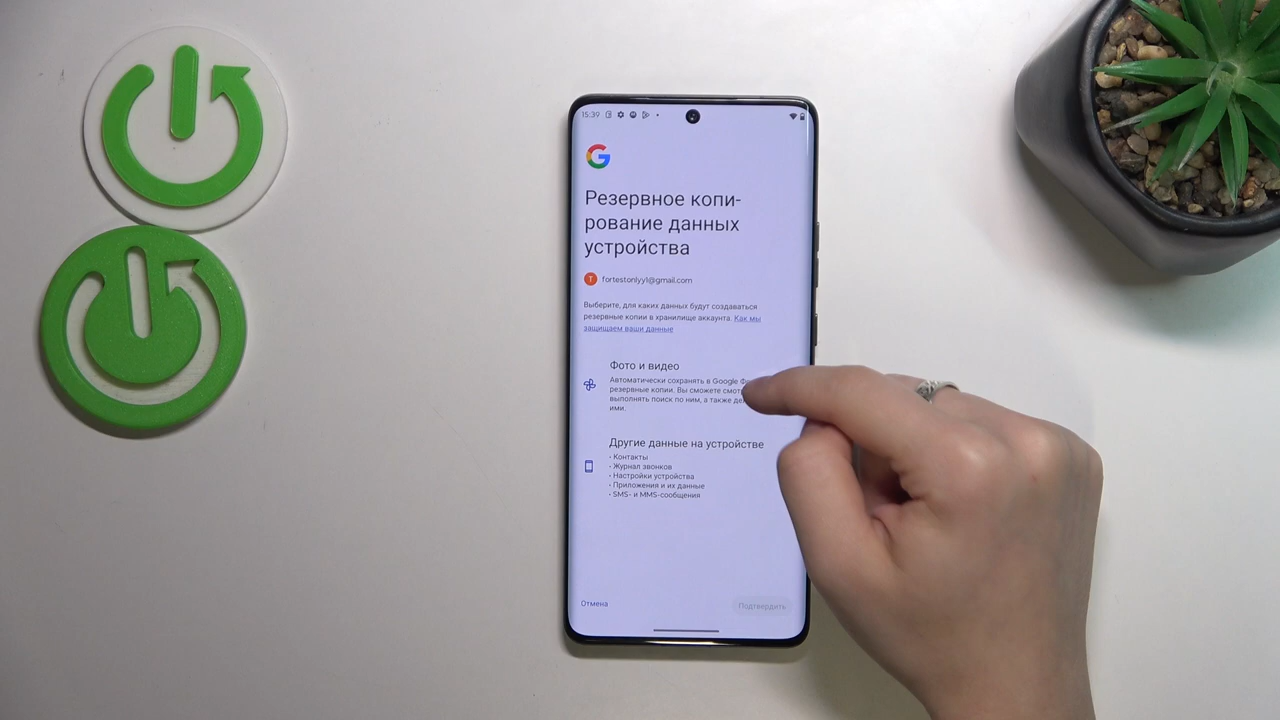 15:39
Резервное копи-
рование данных
устройства
fortestonlyyl@gmail.com
Выберите, для каких данных будут создаваться
резервные копии в хранилище аккаунта. Как мы
защищаем ваши данные
Фото и видео
Автоматически сохранять в Google
резервные копии. Вы сможете
выполнять поиск по ним, а также
ими.
Другие данные на устройстве
• Контакты
• Журнал звонков
• Настройки устройства
• Приложения и их данные
• SMS- и MMS-сообщения
Отмена
Подтвердить